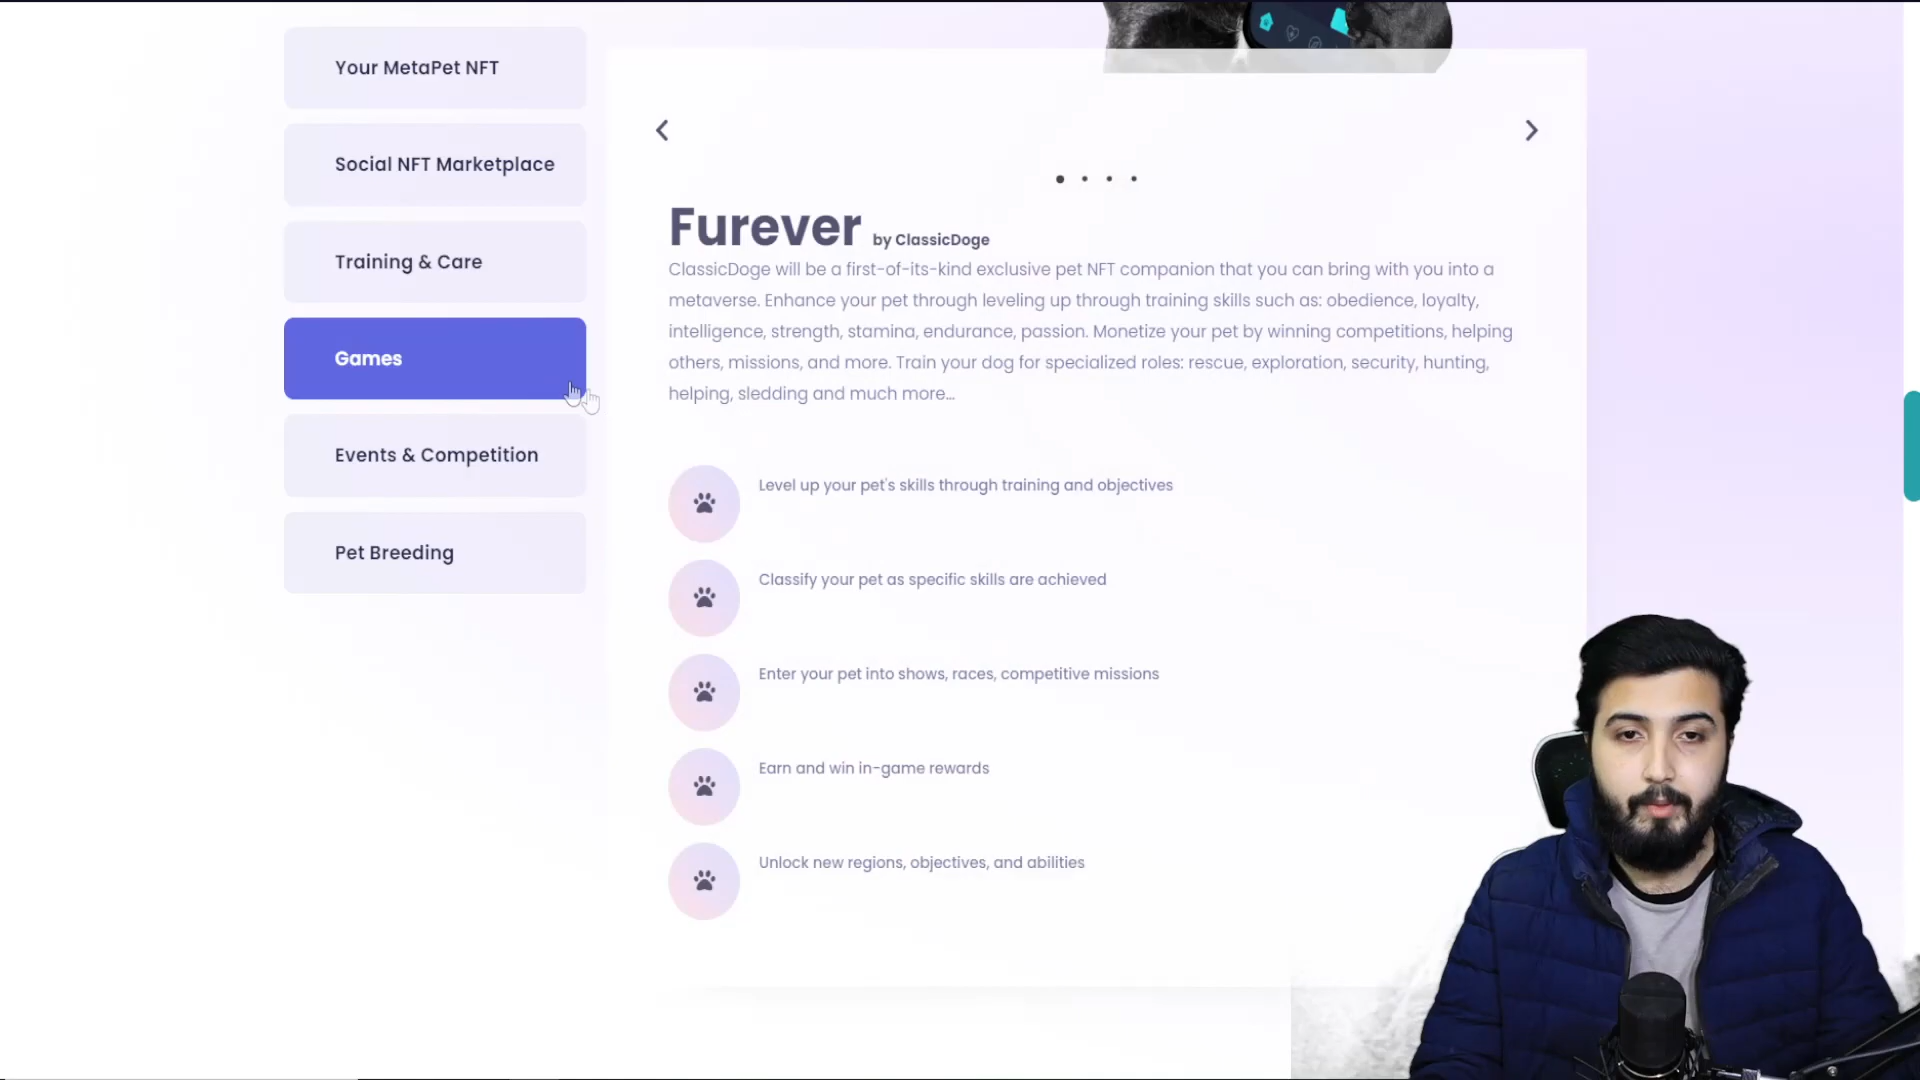 Your MetaPet NFT
Social NFT Marketplace
Training & Care
Games
Events & Competition
Pet Breeding
Furever by ClassicDoge
ClassicDoge will be a first-of-its-kind exclusive pet NFT companion that you can bring with you into a
metaverse. Enhance your pet through leveling up through training skills such as: obedience, loyalty,
intelligence, strength, stamina, endurance, passion. Monetize your pet by winning competitions, helping
others, missions, and more. Train your dog for specialized roles: rescue, exploration, security, hunting,
helping, sledding and much more...
Level up your pet's skills through training and objectives
Classify your pet as specific skills are achieved
Enter your pet into shows, races, competitive missions
Earn and win in-game rewards
Unlock new regions, objectives, and abilities